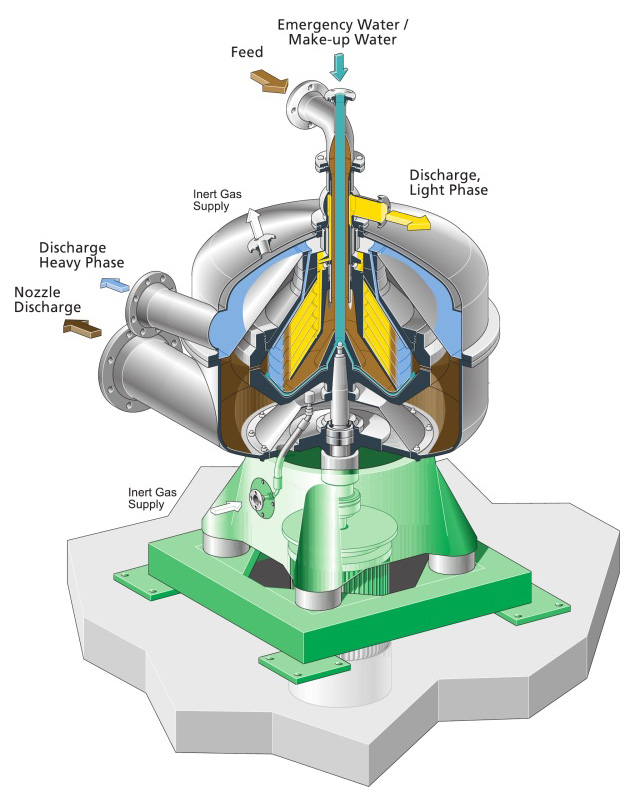 Emergency Water /
Make-up Water
Feed
Discharge,
Light Phase
Inert Gas
Supply
Discharge
Heavy Phase
Nozzle
Discharge
Inert Gas
Supply